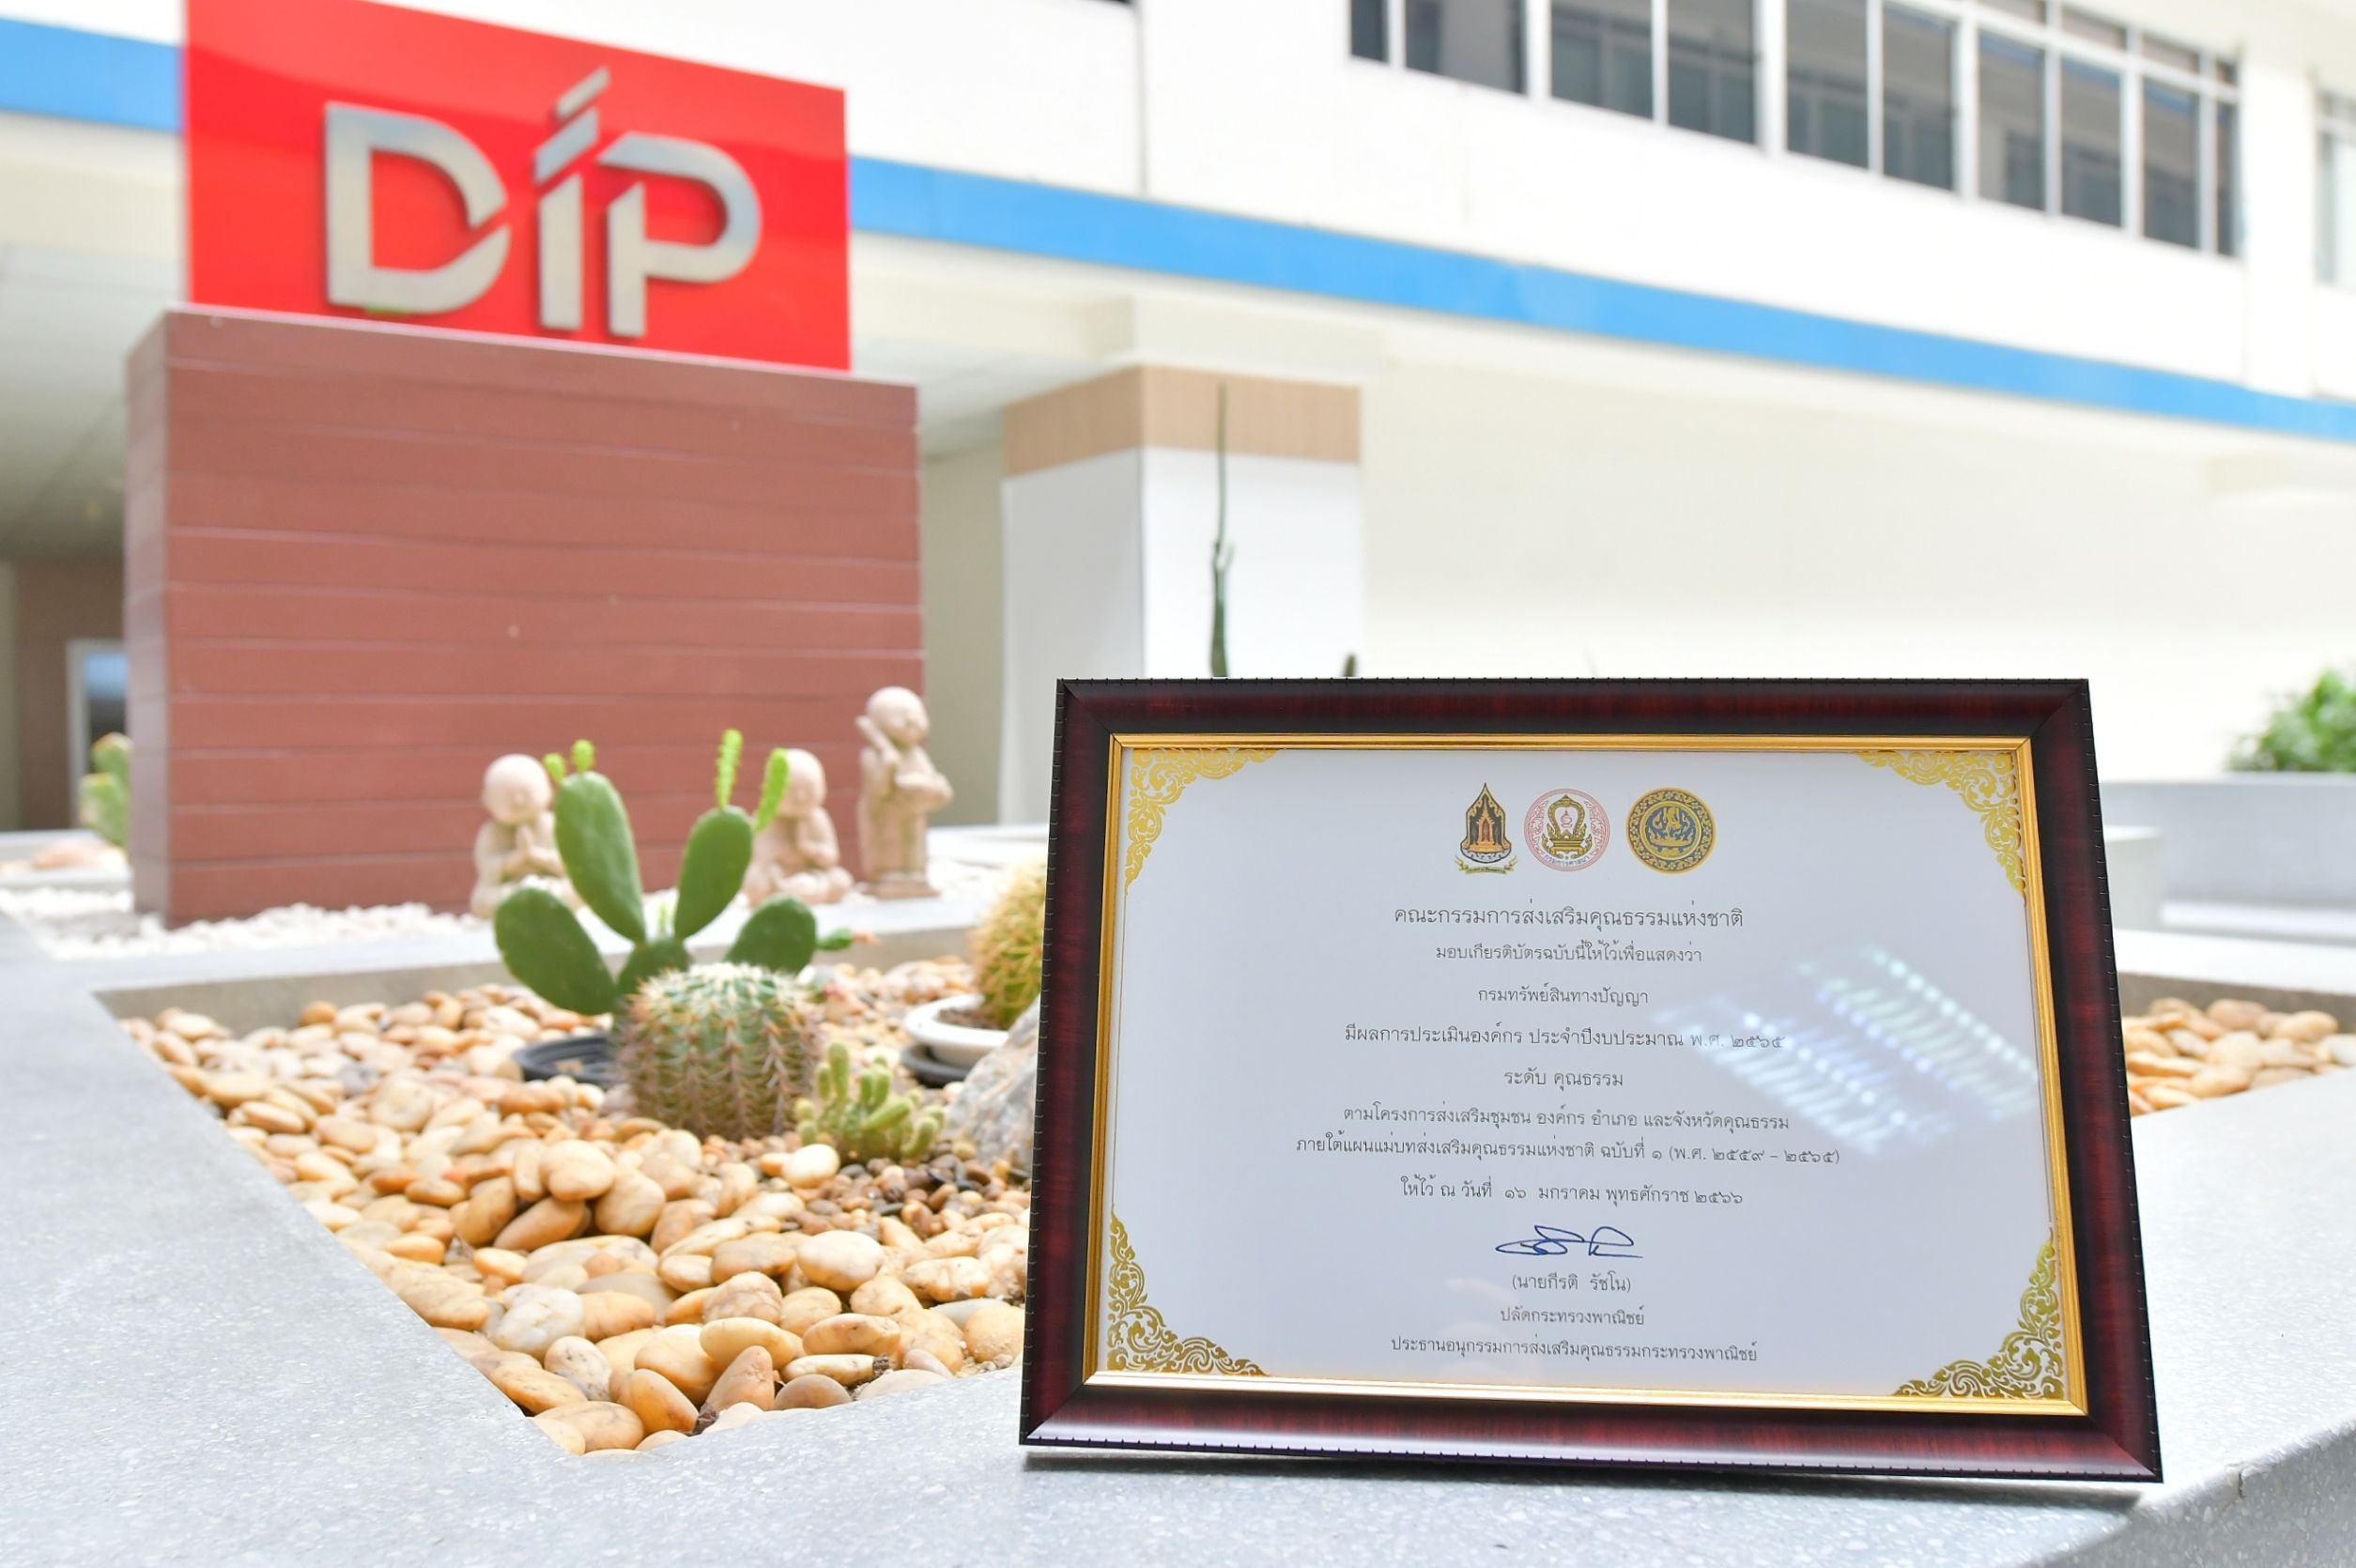 DiP
กรมการศาสนา
คณะกรรมการส่งเสริมคุณธรรมแห่งชาติ
มอบเกียรติบัตรฉบับนี้ให้ไว้เพื่อแสดงว่า
กรมทรัพย์สินทางปัญญา
มีผลการประเมินองค์กร ประจำปีงบประมาณ พ.ศ. ๒๕๖๕
ระดับ คุณธรรม
ตามโครงการส่งเสริมชุมชน องค์กร อำเภอ และจังหวัดคุณธรรม
ภายใต้แผนแม่บทส่งเสริมคุณธรรมแห่งชาติ ฉบับที่ ๑ (พ.ศ. ๒๕๕๙ - ๒๕๖๕)
ให้ไว้ ณ วันที่ ๑๖ มกราคม พุทธศักราช ๒๕๖๖
(นายกีรติ รัชโน)
ปลัดกระทรวงพาณิชย์
ประธานอนุกรรมการส่งเสริมคุณธรรมกระทรวงพาณิชย์